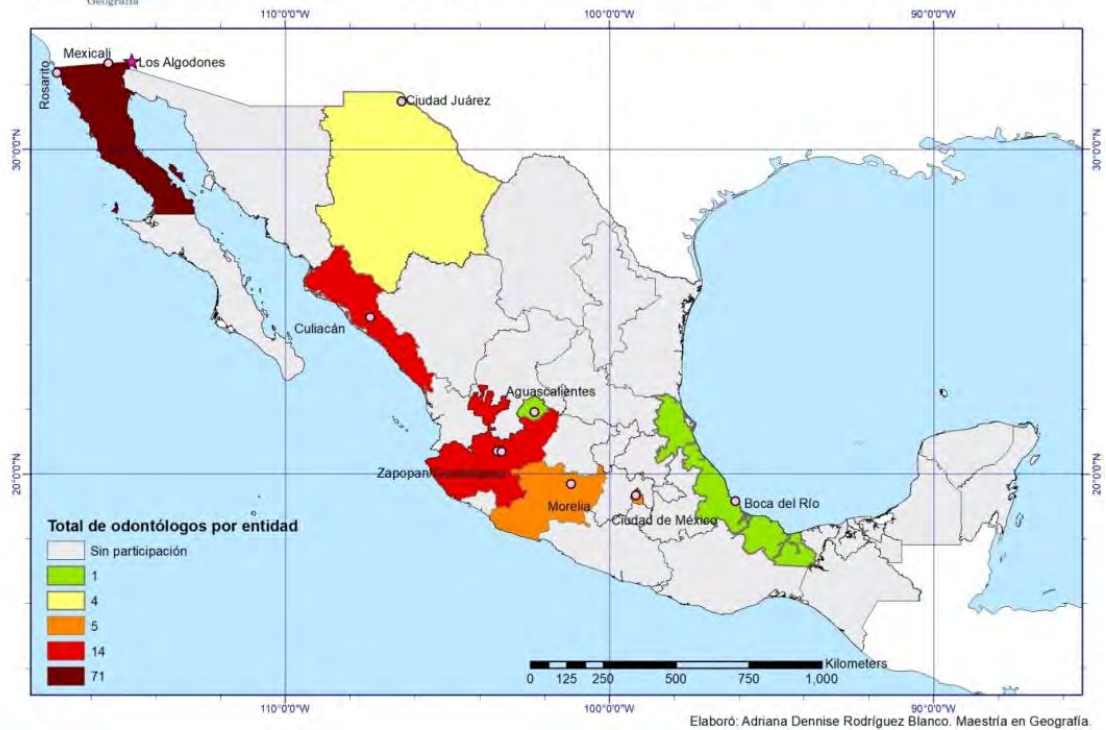 Geografía
110°0'0"W
100°0'0"W
90°0'0"W
Mexicali
Los Algodones
Rosarito
Ciudad Juárez
30°0'0"N
30°0'0"N
Culiacán
Aguascalientes
20°0'0"N
20°0'0"N
Zapopan
Morelia
Ciudad de México
Boca del Río
Total de odontólogos por entidad
Sin participación
1
4
5
14
71
Kilometers
0 125 250 500 750 1,000
110°0'0"W
100°0'0"W
90°0'0"W
Elaboró: Adriana Dennise Rodríguez Blanco. Maestría en Geografía.